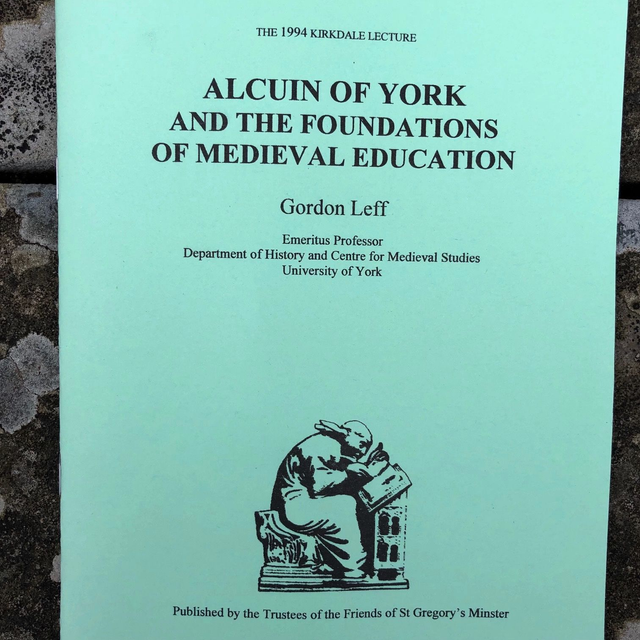 THE 1994 KIRKDALE LECTURE
ALCUIN OF YORK
AND THE FOUNDATIONS
OF MEDIEVAL EDUCATION
Gordon Leff
Emeritus Professor
Department of History and Centre for Medieval Studies
University of York
Published by the Trustees of the Friends of St Gregory's Minster